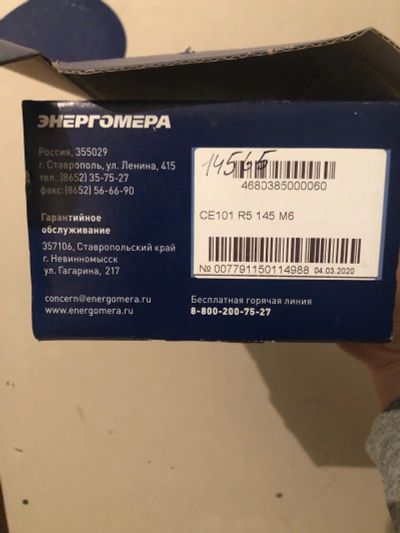 ЭНЕРГОМЕРА
Россия, 355029
г. Ставрополь, ул. Ленина, 415
тел.:(8652) 35-75-27
факс:(8652) 56-66-90
Гарантийное
обслуживание
357106, Ставропольский край
г. Невинномысск
ул. Гагарина, 217
concern@energomera.ru
www.energomera.ru
14565
4680385000060
CE101 R5 145 M6
№ 007791150114988 04.03.2020
Бесплатная горячая линия
8-800-200-75-27